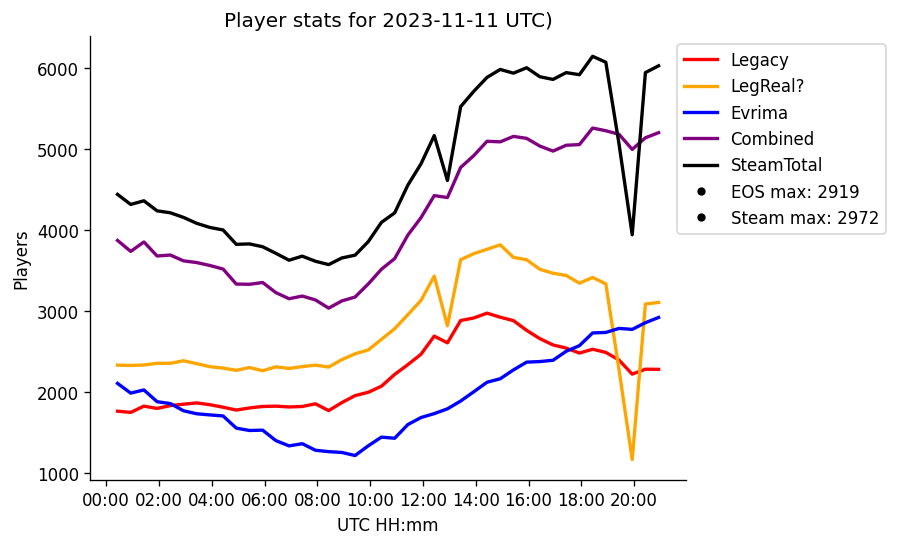 Player stats for 2023-11-11 UTC)
Players
6000
5000
4000
3000
2000
1000
00:00 02:00 04:00 06:00 08:00 10:00 12:00 14:00 16:00 18:00 20:00
UTC HH:mm
Legacy
LegReal?
Evrima
Combined
SteamTotal
EOS max: 2919
Steam max: 2972